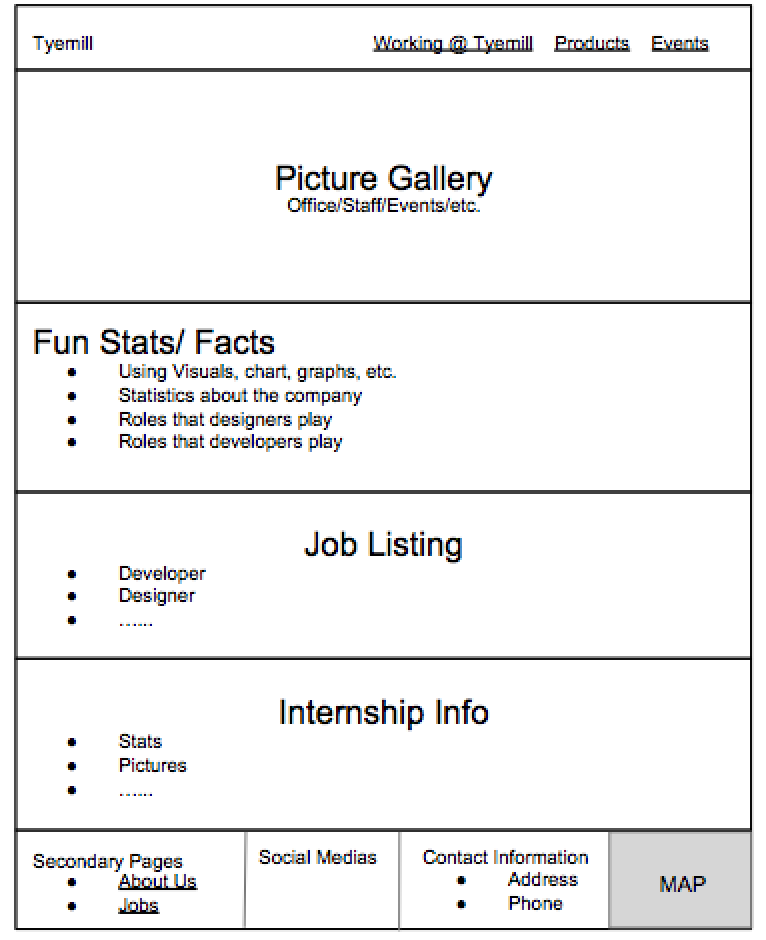 Tyemill
Working @ Tyemill Products Events
Picture Gallery
Office/Staff/Events/etc.
Fun Stats/ Facts
● Using Visuals, chart, graphs, etc.
● Statistics about the company
● Roles that designers play
● Roles that developers play
Job Listing
● Developer
● Designer
● ......
Internship Info
● Stats
● Pictures
● ......
Secondary Pages
● About Us
● Jobs
Social Medias
Contact Information
● Address
● Phone
MAP